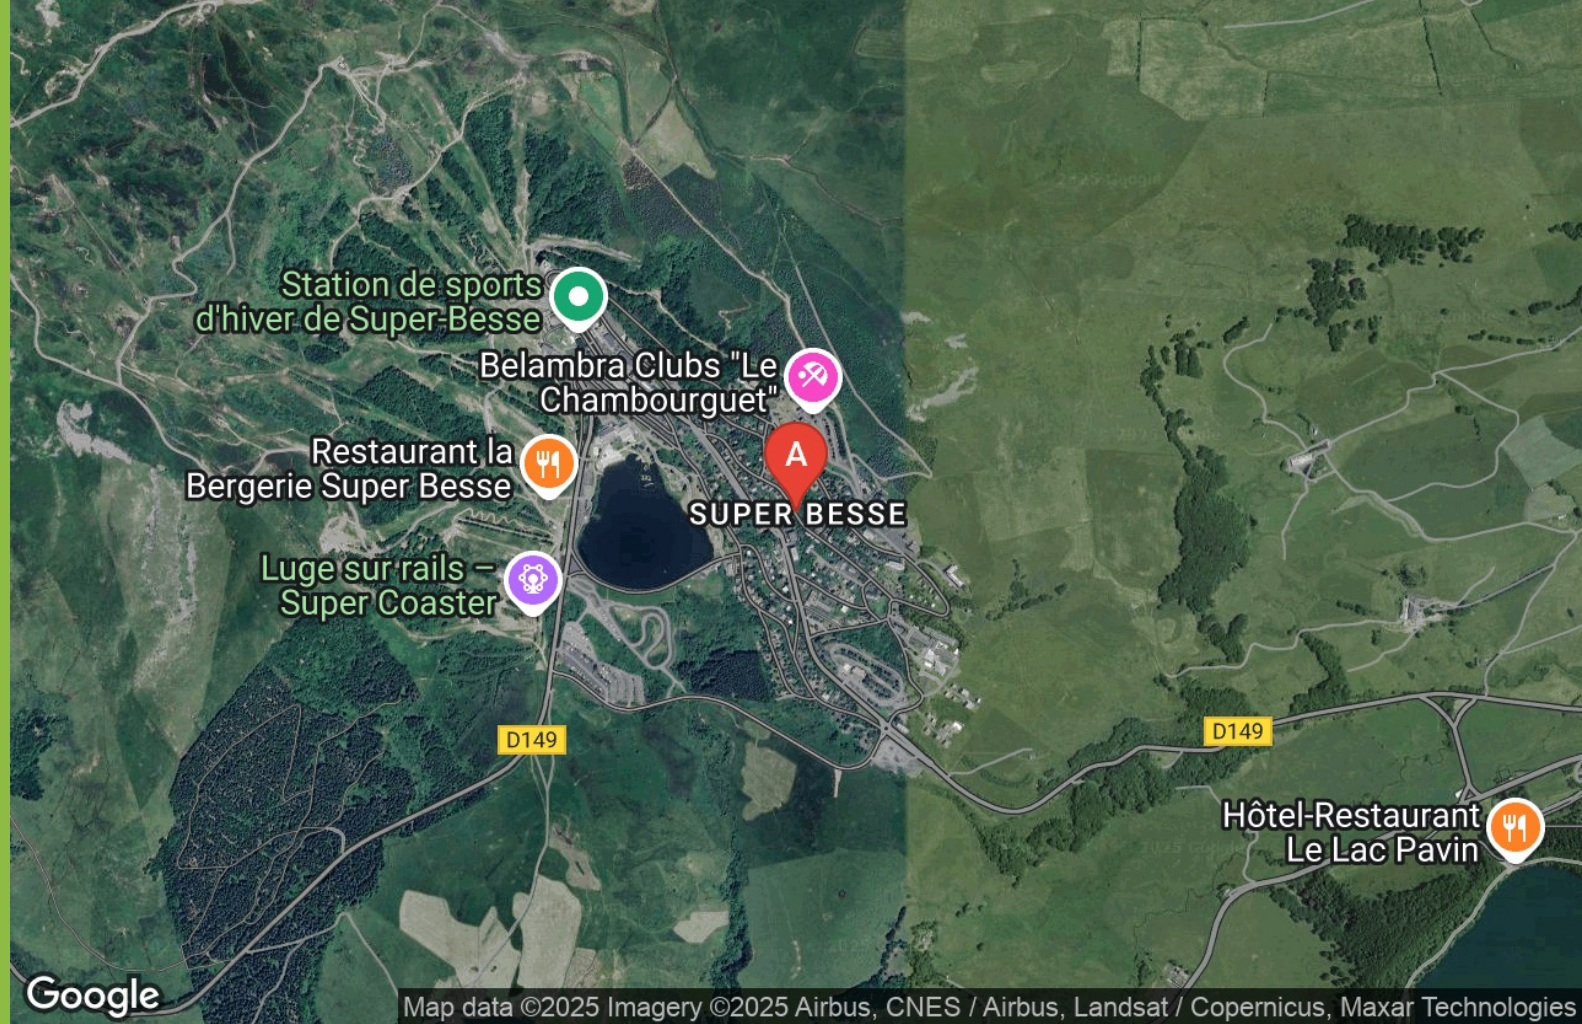 Station de sports
d'hiver de Super-Besse
Belambra Clubs "Le
Chambourguet"
A
Restaurant la
Bergerie Super Besse
SUPER BESSE
Luge sur rails –
Super Coaster
D149
D149
Hôtel-Restaurant
Le Lac Pavin
Google
Map data ©2025 Imagery ©2025 Airbus, CNES / Airbus, Landsat / Copernicus, Maxar Technologies